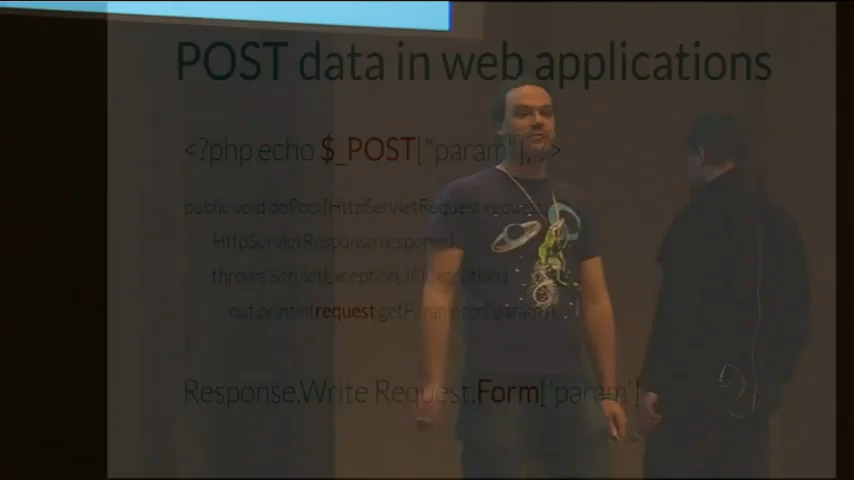 POST data in web applications
<?php echo $_POST["param"]; ?>
public void doPost(HttpServletRequest request,
HttpServletResponse response)
throws ServletException, IOException {
out.println(request.getParameter("param");
Response.Write Request.Form['param']